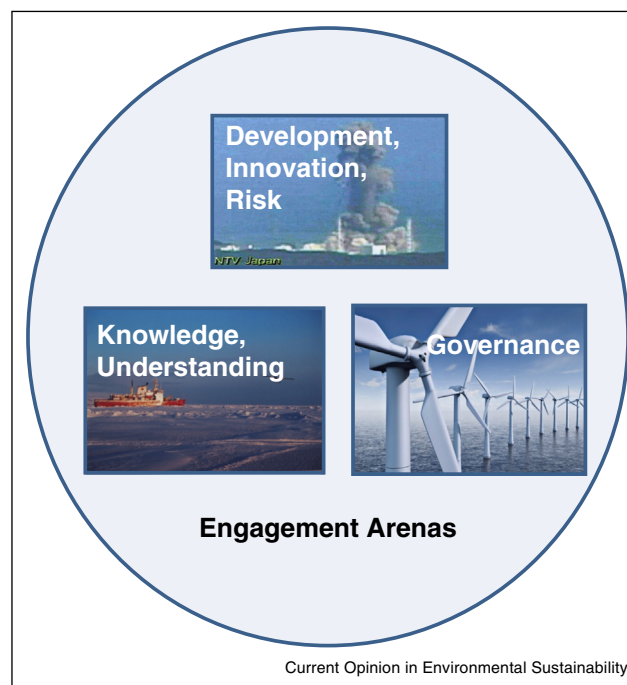 Development,
Innovation,
Risk
NTV Japan
Knowledge,
Understanding
Governance
Engagement Arenas
Current Opinion in Environmental Sustainability